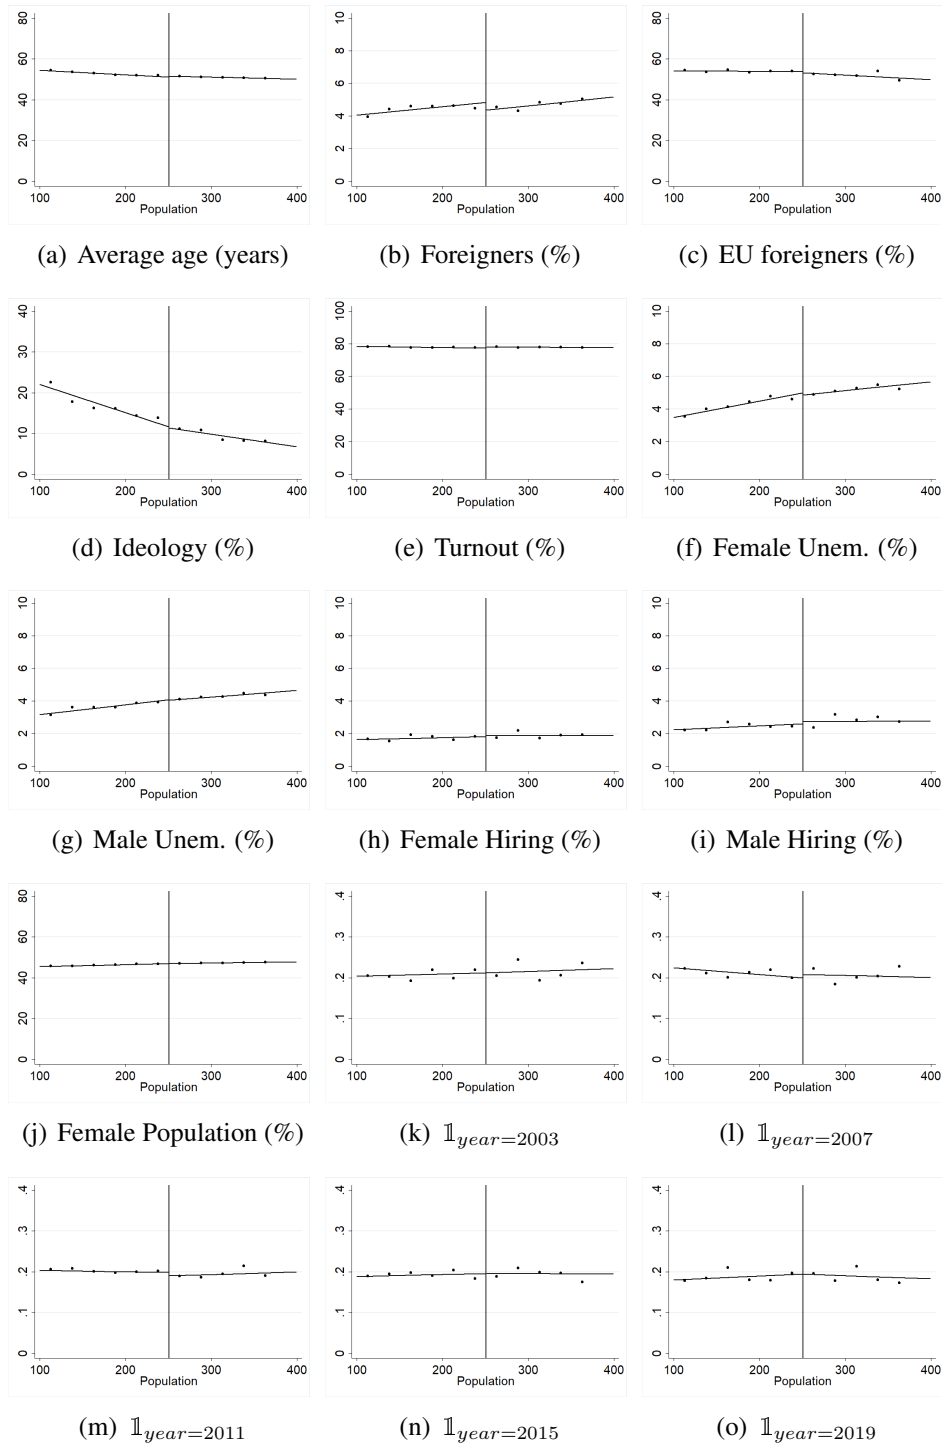 0 20 40 60 80
100 200 300 400
Population
(a) Average age (years)
0 2 4 6 8 10
100 200 300 400
Population
(b) Foreigners (%)
0 20 40 60 80
100 200 300 400
Population
(c) EU foreigners (%)
0 10 20 30 40
100 200 300 400
Population
(d) Ideology (%)
0 20 40 60 80 100
100 200 300 400
Population
(e) Turnout (%)
0 2 4 6 8 10
100 200 300 400
Population
(f) Female Unem. (%)
0 2 4 6 8 10
100 200 300 400
Population
(g) Male Unem. (%)
0 2 4 6 8 10
100 200 300 400
Population
(h) Female Hiring (%)
0 2 4 6 8 10
100 200 300 400
Population
(i) Male Hiring (%)
0 20 40 60 80
100 200 300 400
Population
(j) Female Population (%)
0 .1 .2 .3 .4
100 200 300 400
Population
(k) 𝟙year=2003
0 .1 .2 .3 .4
100 200 300 400
Population
(l) 𝟙year=2007
0 .1 .2 .3 .4
100 200 300 400
Population
(m) 𝟙year=2011
0 .1 .2 .3 .4
100 200 300 400
Population
(n) 𝟙year=2015
0 .1 .2 .3 .4
100 200 300 400
Population
(o) 𝟙year=2019